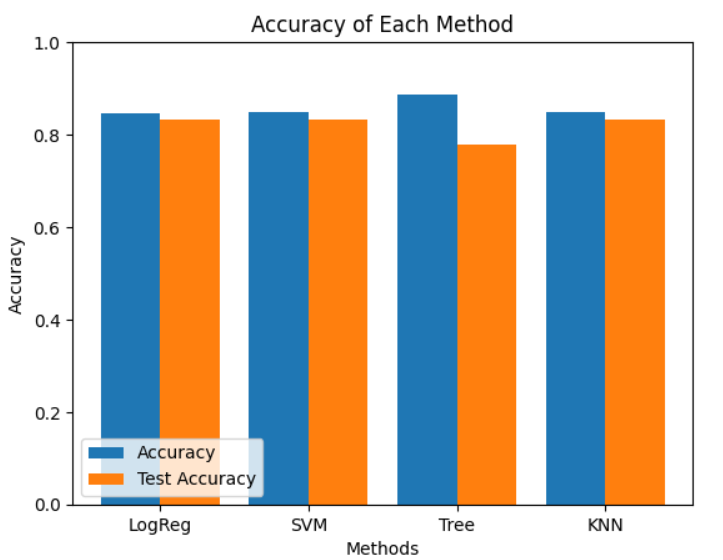 Accuracy of Each Method
1.0
0.8
0.6
0.4
0.2
0.0
Accuracy
Accuracy
Test Accuracy
LogReg SVM Tree KNN
Methods